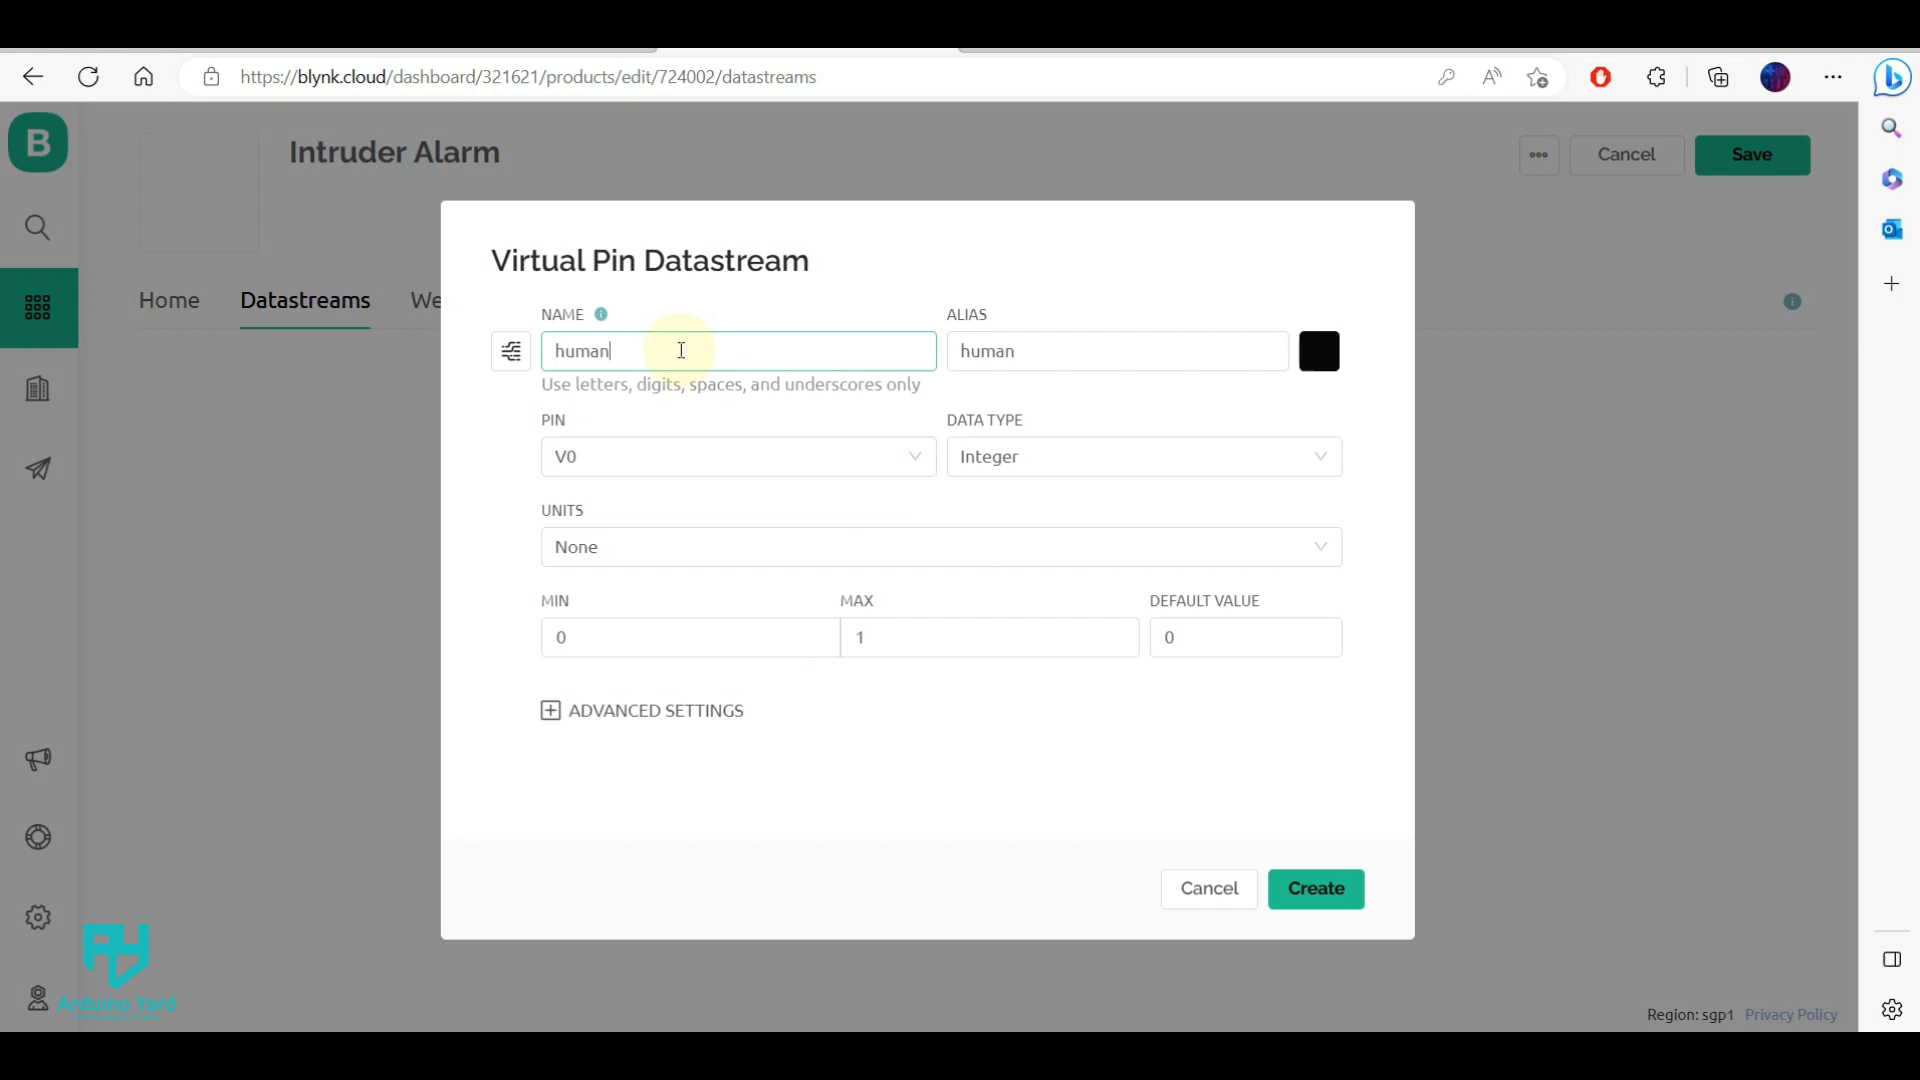 https://blynk.cloud/dashboard/321621/products/edit/724002/datastreams
B
Intruder Alarm
Cancel
Save
Home
Datastreams
We
Virtual Pin Datastream
NAME
ALIAS
human
human
Use letters, digits, spaces, and underscores only
PIN
DATA TYPE
V0
Integer
UNITS
None
MIN
MAX
DEFAULT VALUE
0
1
0
ADVANCED SETTINGS
Cancel
Create
Arduino Yard
Region: sgp1 Privacy Policy